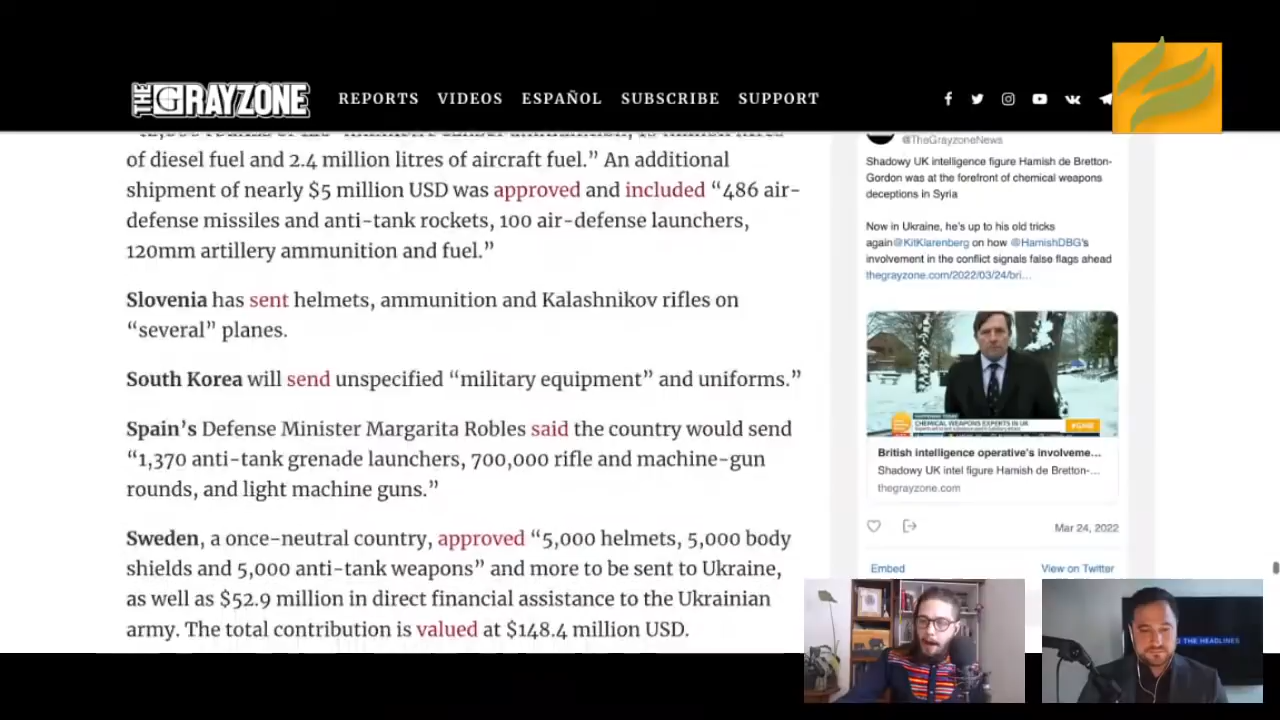 THE GRAYZONE
REPORTS VIDEOS ESPAÑOL SUBSCRIBE SUPPORT
of diesel fuel and 2.4 million litres of aircraft fuel.” An additional
shipment of nearly $5 million USD was approved and included “486 air-
defense missiles and anti-tank rockets, 100 air-defense launchers,
120mm artillery ammunition and fuel.”
Slovenia has sent helmets, ammunition and Kalashnikov rifles on
“several” planes.
South Korea will send unspecified “military equipment” and uniforms.”
Spain’s Defense Minister Margarita Robles said the country would send
“1,370 anti-tank grenade launchers, 700,000 rifle and machine-gun
rounds, and light machine guns.”
Sweden, a once-neutral country, approved “5,000 helmets, 5,000 body
shields and 5,000 anti-tank weapons” and more to be sent to Ukraine,
as well as $52.9 million in direct financial assistance to the Ukrainian
army. The total contribution is valued at $148.4 million USD.
@TheGrayzoneNews
Shadowy UK intelligence figure Hamish de Bretton-
Gordon was at the forefront of chemical weapons
deceptions in Syria
Now in Ukraine, he's up to his old tricks
again@KitKlarenberg on how @HamishDBG's
involvement in the conflict signals false flags ahead
thegrayzone.com/2022/03/24/bri...
HAPPENING TODAY
CHEMICAL WEAPONS EXPERTS IN UK
#GMB
British intelligence operative's involveme...
Shadowy UK intel figure Hamish de Bretton-...
thegrayzone.com
Mar 24, 2022
Embed
View on Twitter
THE HEADLINES